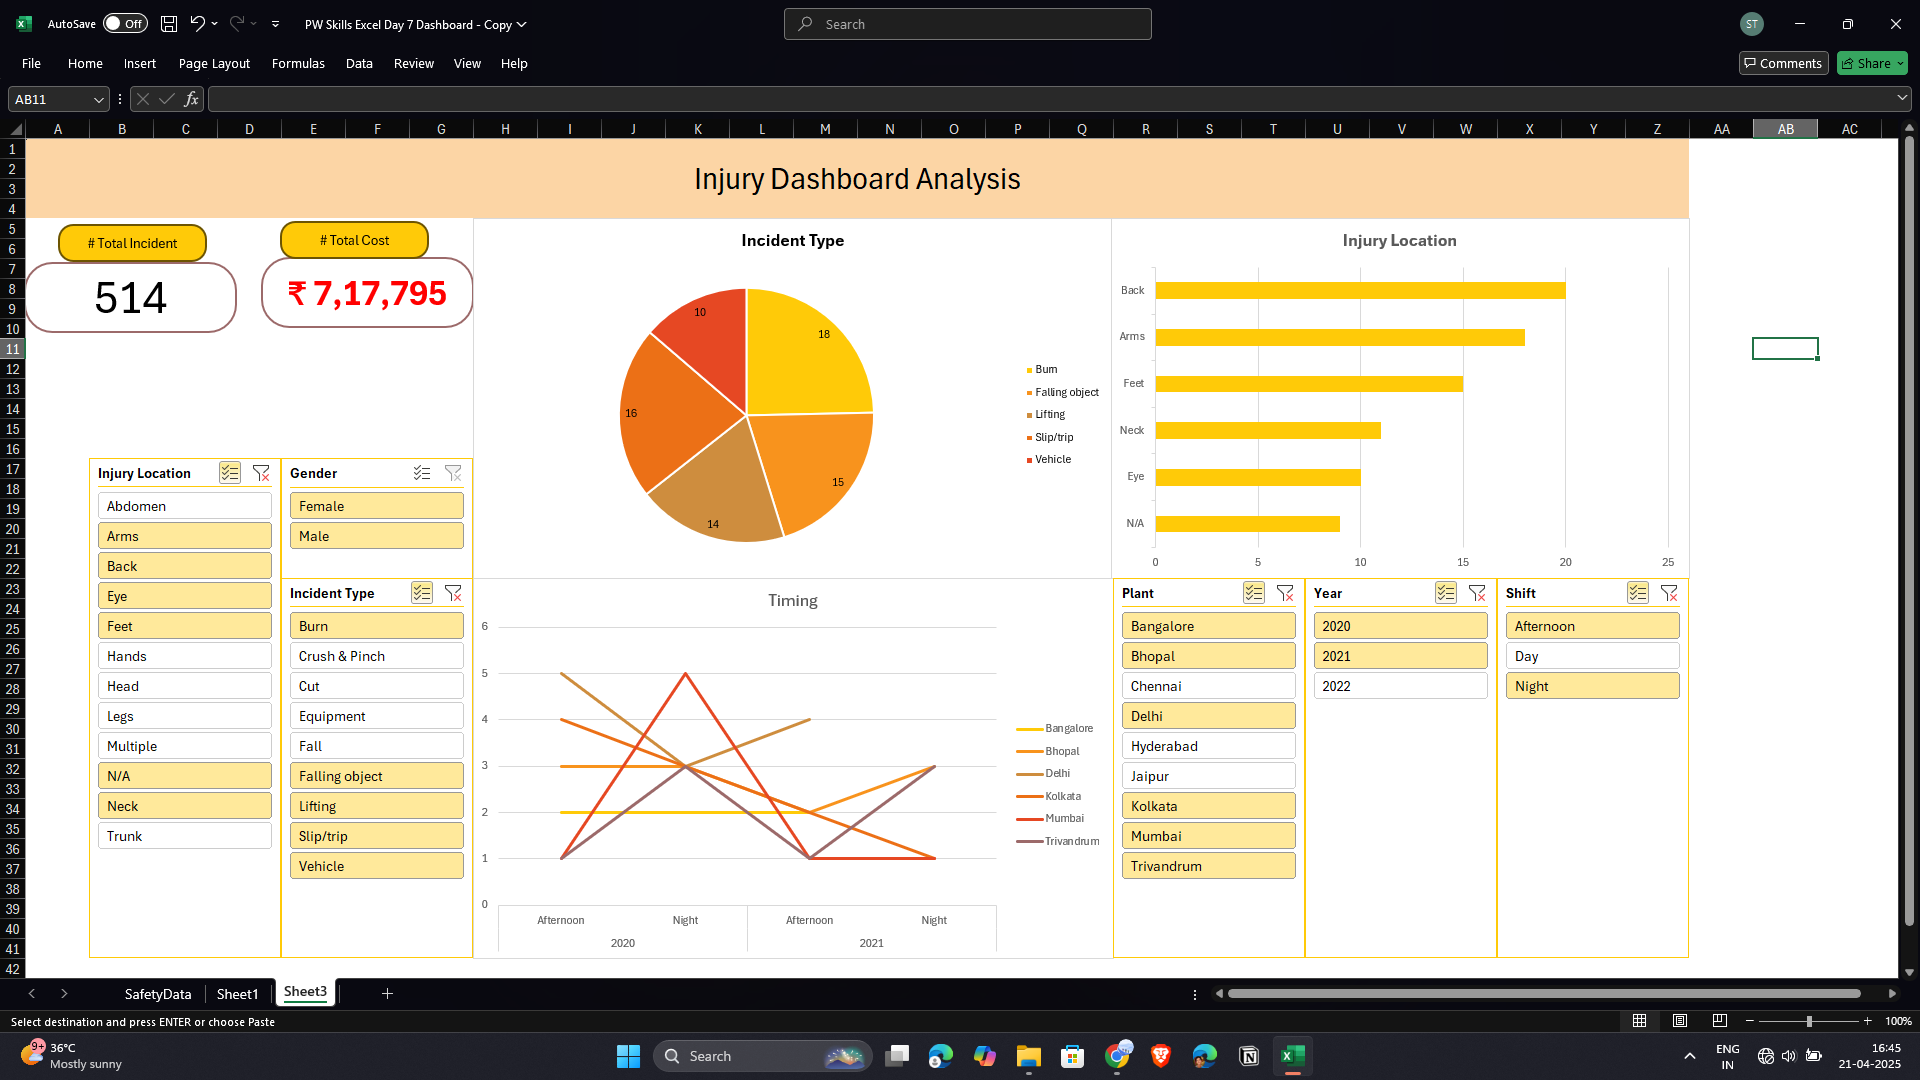 AutoSave Off PW Skills Excel Day 7 Dashboard - Copy Search ST
File Home Insert Page Layout Formulas Data Review View Help Comments Share
AB11 fx
A B C D E F G H I J K L M N O P Q R S T U V W X Y Z AA AB AC
1
2
3
4
5
6
7
8
9
10
11
12
13
14
15
16
17
18
19
20
21
22
23
24
25
26
27
28
29
30
31
32
33
34
35
36
37
38
39
40
41
42
Injury Dashboard Analysis
# Total Incident
514
# Total Cost
₹ 7,17,795
Incident Type
10
18
16
15
14
Burn
Falling object
Lifting
Slip/trip
Vehicle
Injury Location
Back
Arms
Feet
Neck
Eye
N/A
0 5 10 15 20 25
Injury Location
Abdomen
Arms
Back
Eye
Feet
Hands
Head
Legs
Multiple
N/A
Neck
Trunk
Gender
Female
Male
Incident Type
Burn
Crush & Pinch
Cut
Equipment
Fall
Falling object
Lifting
Slip/trip
Vehicle
Timing
6
5
4
3
2
1
0
Afternoon Night Afternoon Night
2020 2021
Bangalore
Bhopal
Delhi
Kolkata
Mumbai
Trivandrum
Plant
Bangalore
Bhopal
Chennai
Delhi
Hyderabad
Jaipur
Kolkata
Mumbai
Trivandrum
Year
2020
2021
2022
Shift
Afternoon
Day
Night
SafetyData Sheet1 Sheet3
Select destination and press ENTER or choose Paste 100%
9+ 36°C
Mostly sunny
Search
ENG
IN
16:45
21-04-2025